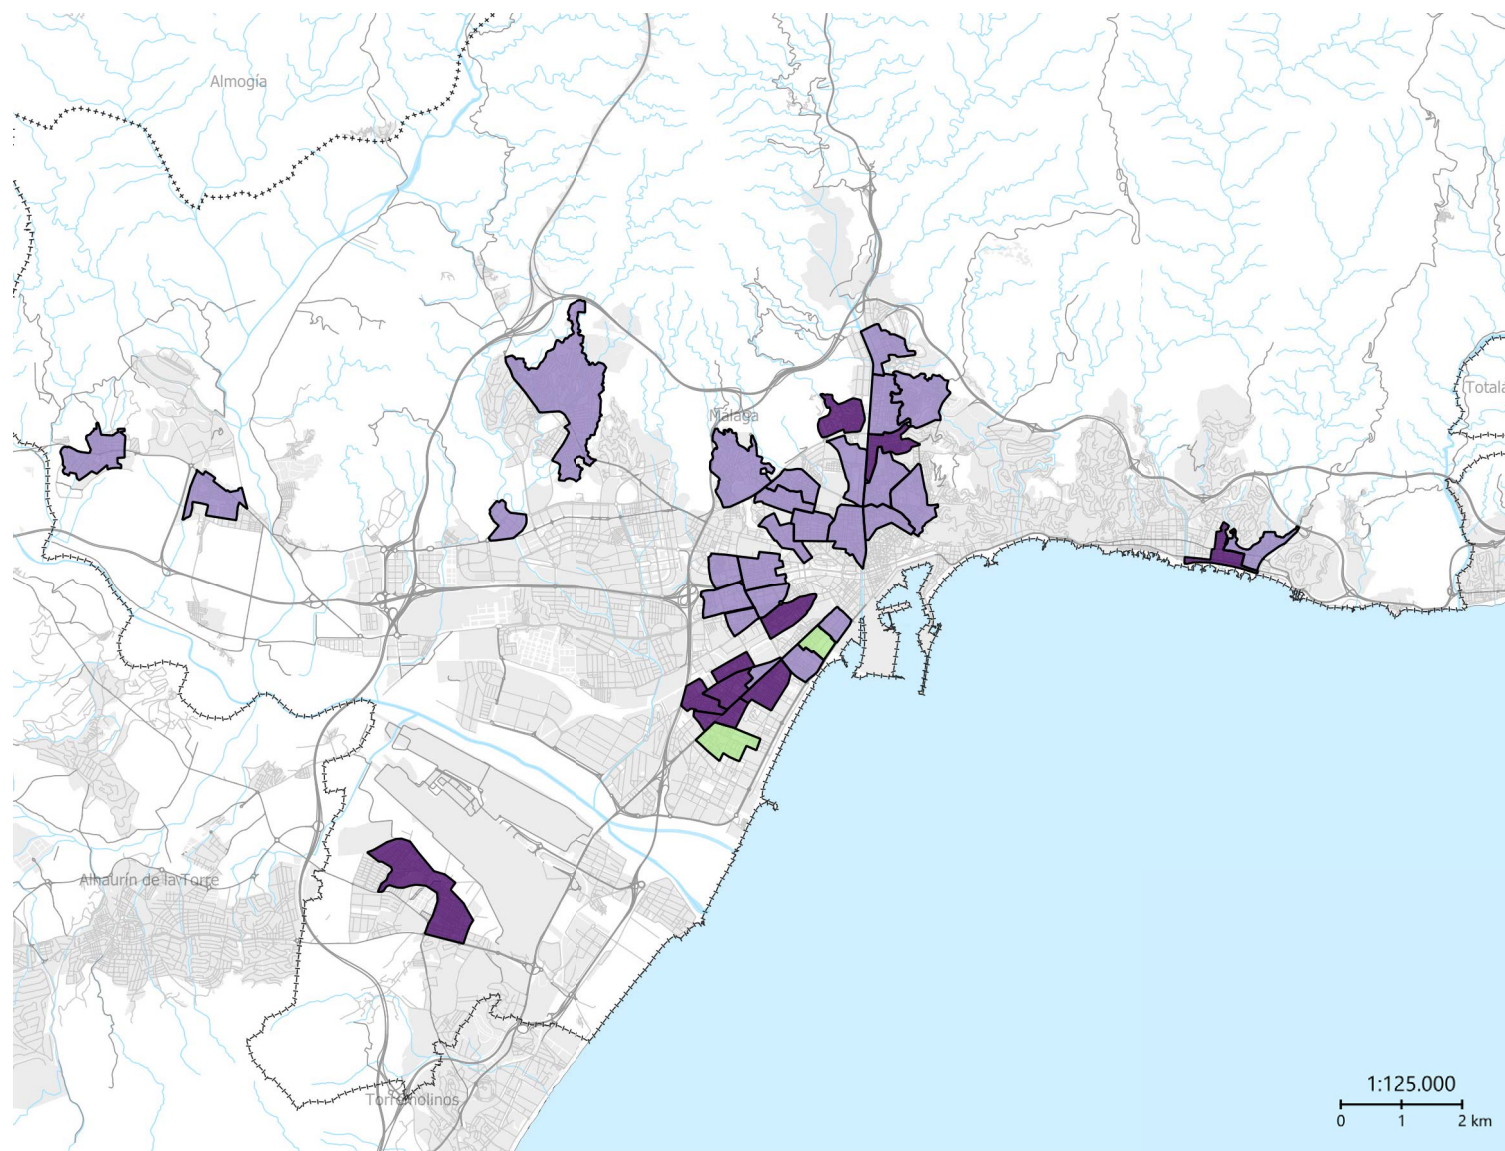 Almogía
Málaga
Totala
Alhaurín de la Torre
1:125.000
0 1 2 km
Torremolinos